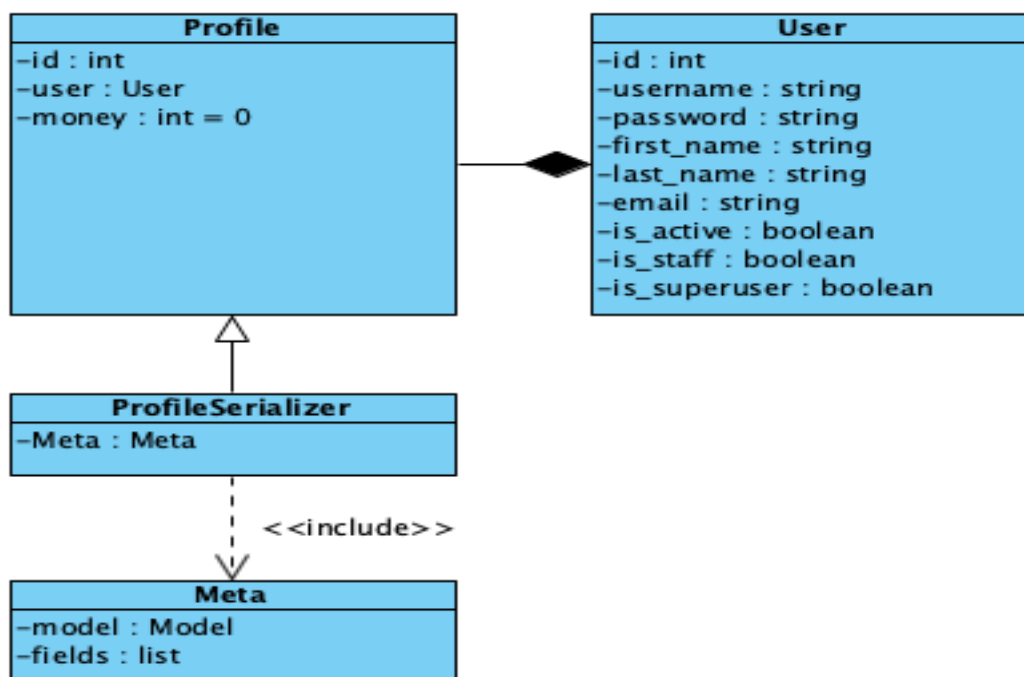 Profile
-id : int
-user : User
-money : int = 0
User
-id : int
-username : string
-password : string
-first_name : string
-last_name : string
-email : string
-is_active : boolean
-is_staff : boolean
-is_superuser : boolean
ProfileSerializer
-Meta : Meta
<<include>>
Meta
-model : Model
-fields : list